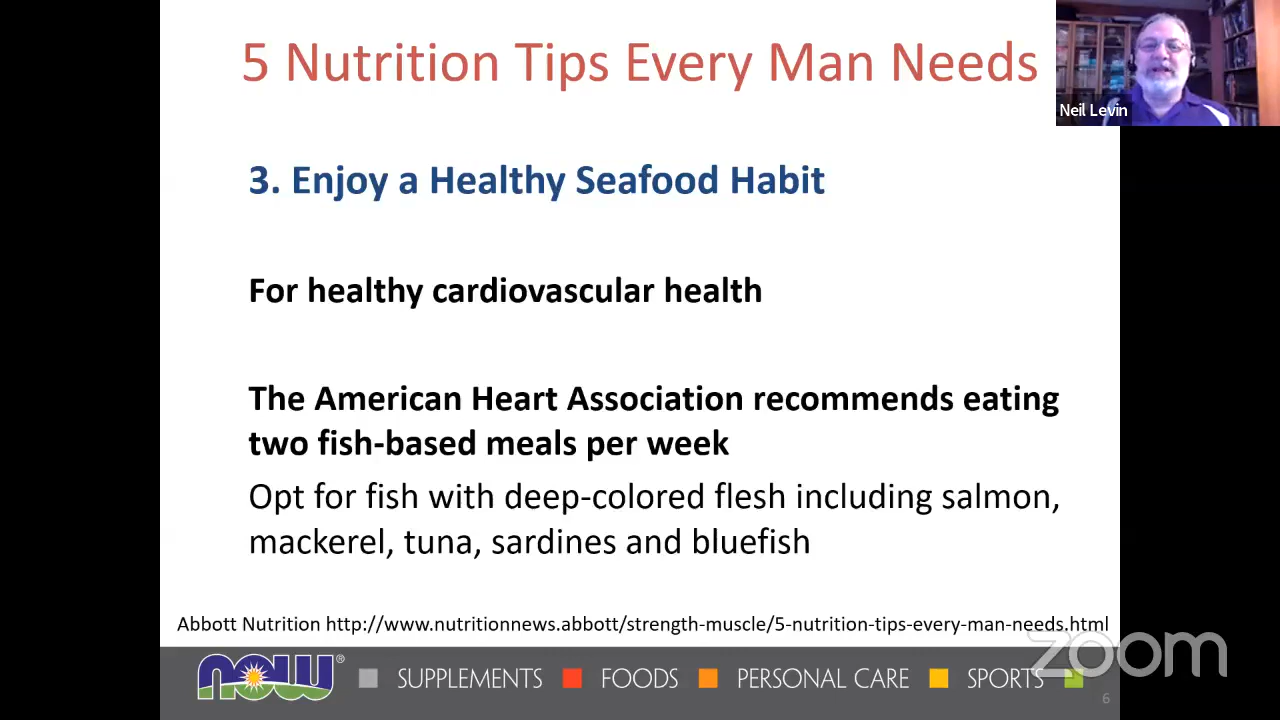 5 Nutrition Tips Every Man Needs
Neil Levin
3. Enjoy a Healthy Seafood Habit
For healthy cardiovascular health
The American Heart Association recommends eating
two fish-based meals per week
Opt for fish with deep-colored flesh including salmon,
mackerel, tuna, sardines and bluefish
Abbott Nutrition http://www.nutritionnews.abbott/strength-muscle/5-nutrition-tips-every-man-needs.html
now® SUPPLEMENTS FOODS PERSONAL CARE SPORTS
zoom
6